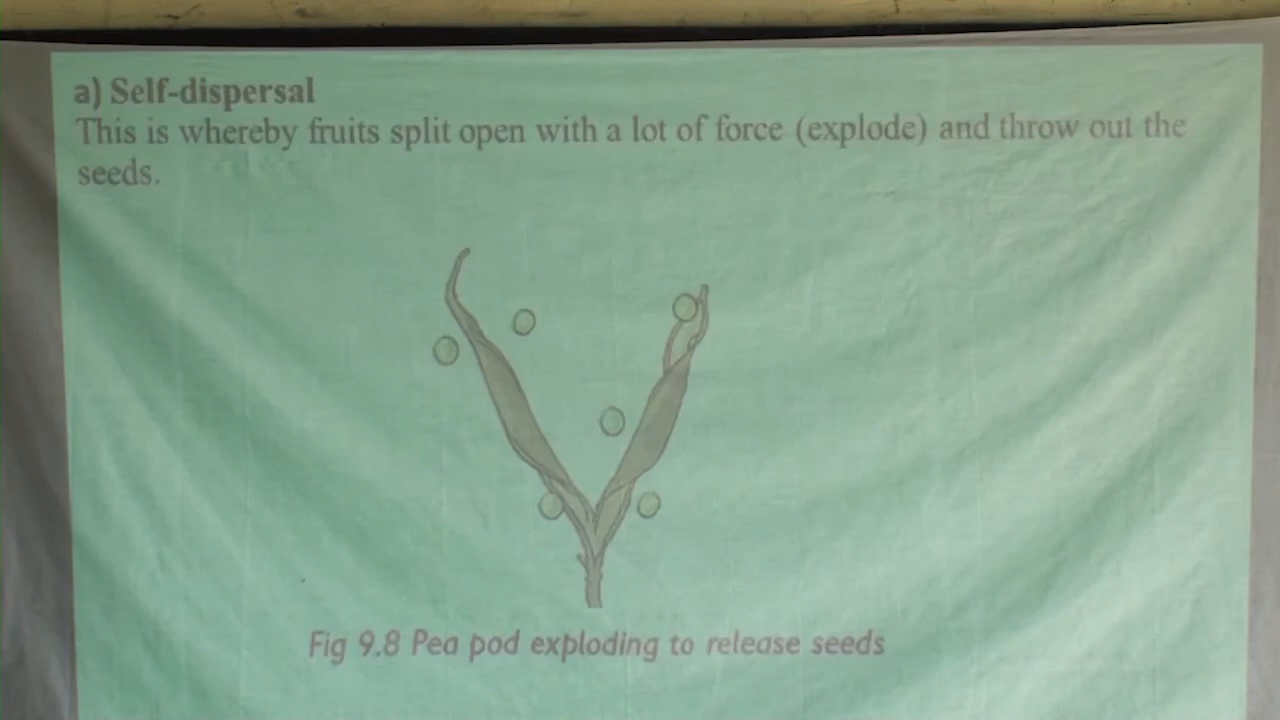 a) Self-dispersal
This is whereby fruits split open with a lot of force (explode) and throw out the
seeds.
Fig 9.8 Pea pod exploding to release seeds